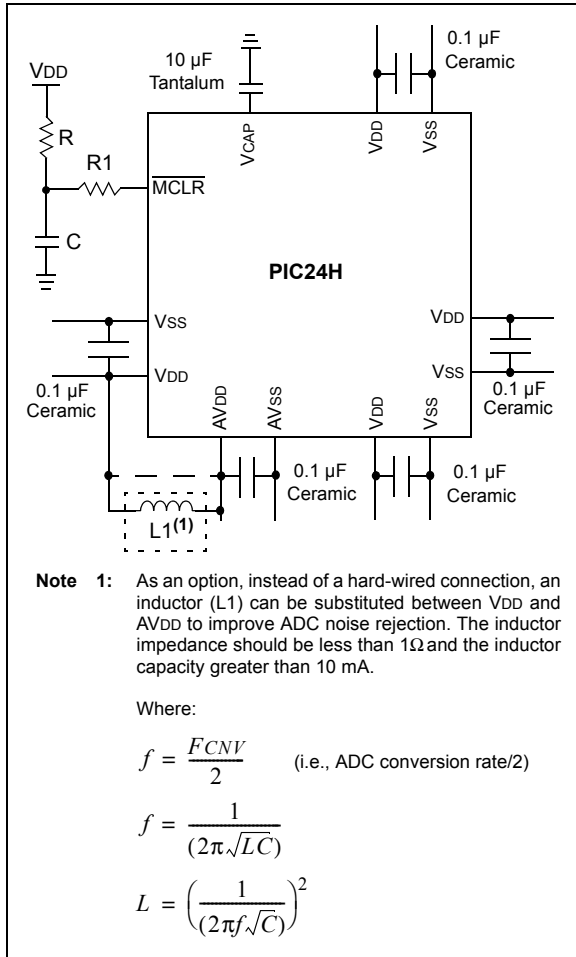 10 µF
Tantalum
0.1 µF
Ceramic
VDD
R
R1
C
VCAP
VDD
VSS
MCLR
PIC24H
VSS
VDD
VDD
VSS
0.1 µF
Ceramic
AVDD
AVSS
VDD
VSS
0.1 µF
Ceramic
0.1 µF
Ceramic
0.1 µF
Ceramic
L1(1)
Note 1: As an option, instead of a hard-wired connection, an
inductor (L1) can be substituted between VDD and
AVDD to improve ADC noise rejection. The inductor
impedance should be less than 1Ω and the inductor
capacity greater than 10 mA.
Where:
f = FCNV / 2 (i.e., ADC conversion rate/2)
f = 1 / (2π√LC)
L = (1 / (2πf√C))²